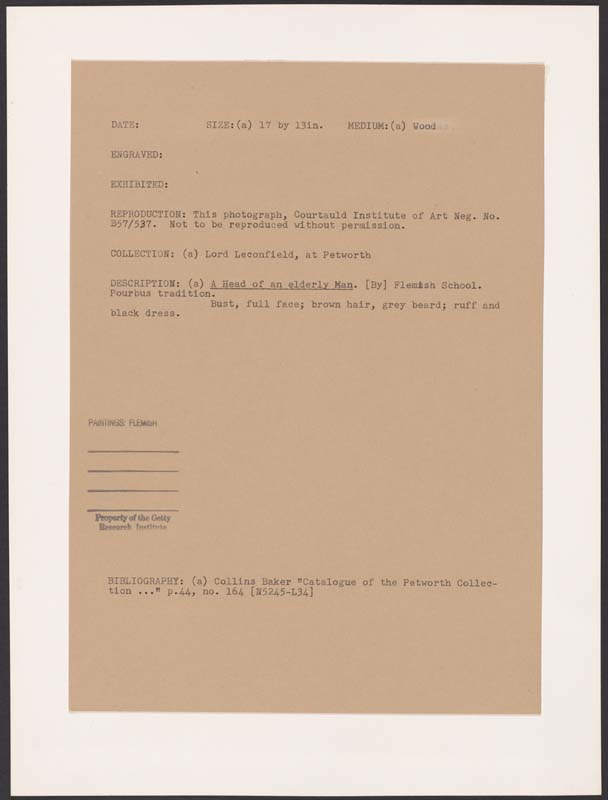 DATE: SIZE:(a) 17 by 13in. MEDIUM:(a) Wood
ENGRAVED:
EXHIBITED:
REPRODUCTION: This photograph, Courtauld Institute of Art Neg. No.
B57/537. Not to be reproduced without permission.
COLLECTION: (a) Lord Leconfield, at Petworth
DESCRIPTION: (a) A Head of an elderly Man. [By] Flemish School.
Pourbus tradition.
Bust, full face; brown hair, grey beard; ruff and
black dress.
PAINTINGS: FLEMISH
Property of the Getty
Research Institute
BIBLIOGRAPHY: (a) Collins Baker "Catalogue of the Petworth Collec-
tion ..." p.44, no. 164 [N5245-L34]